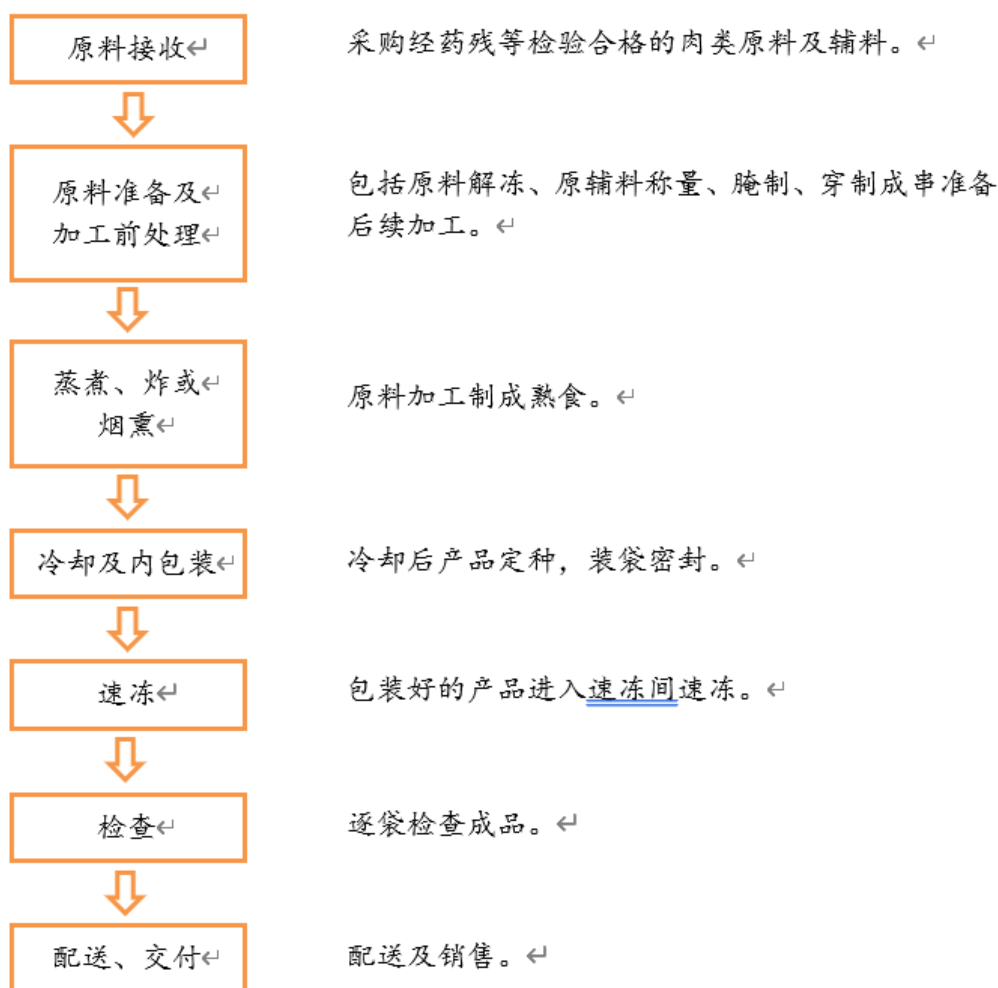 原料接收
采购经药残等检验合格的肉类原料及辅料。
原料准备及
加工前处理
包括原料解冻、原辅料称量、腌制、穿制成串准备
后续加工。
蒸煮、炸或
烟熏
原料加工制成熟食。
冷却及内包装
冷却后产品定种，装袋密封。
速冻
包装好的产品进入速冻间速冻。
检查
逐袋检查成品。
配送、交付
配送及销售。